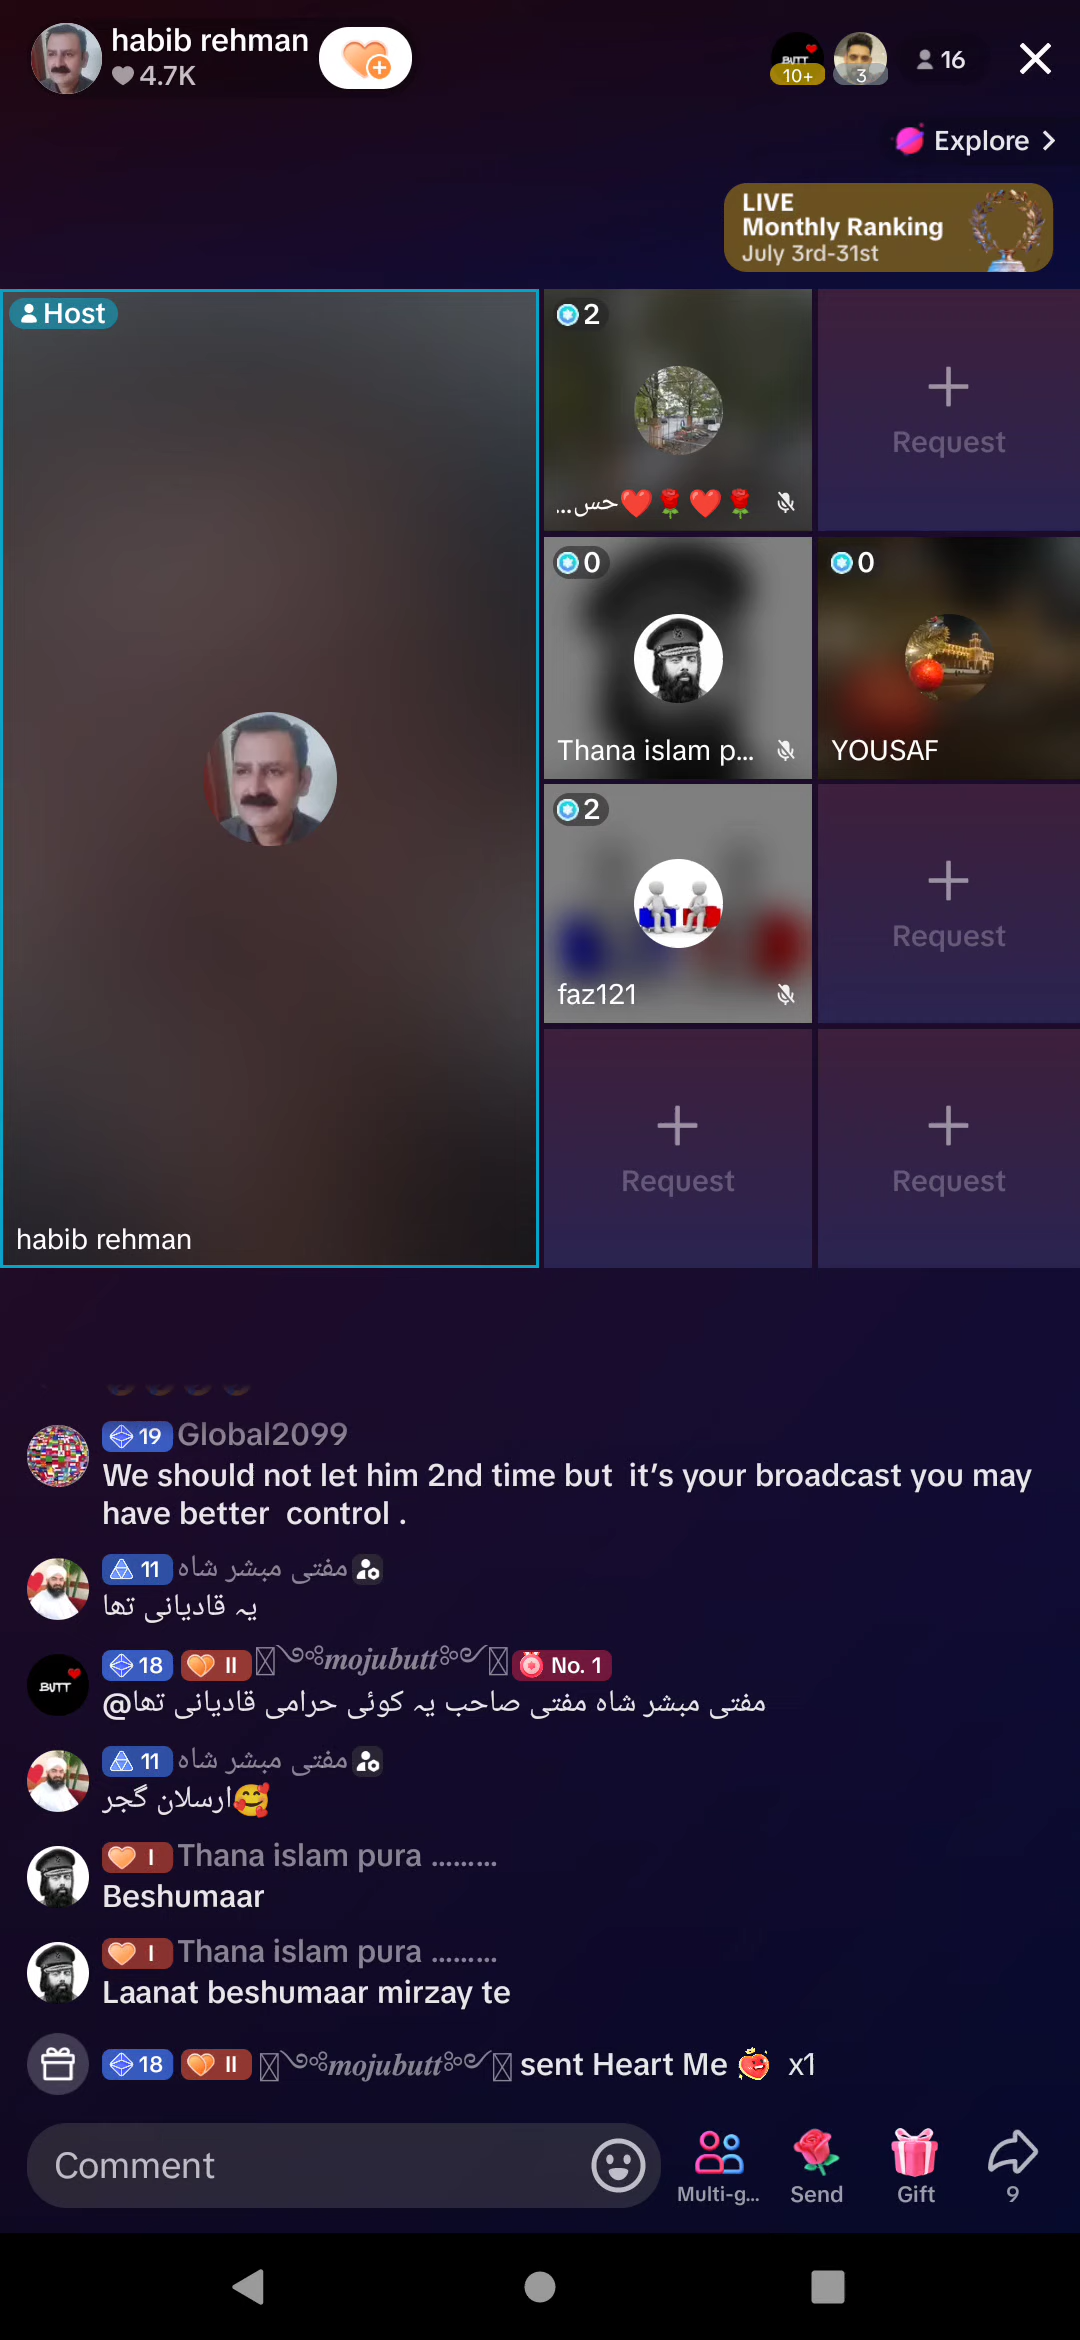 habib rehman
4.7K
BUTT
10+
3
16
Explore
LIVE
Monthly Ranking
July 3rd-31st
Host
habib rehman
2
حس...❤️🌹❤️🌹
Request
0
Thana islam p...
0
YOUSAF
2
faz121
Request
Request
Request
19 Global2099
We should not let him 2nd time but it's your broadcast you may
have better control .
11 مفتی مبشر شاہ
یہ قادیانی تھا
BUTT
18 II mojubutt No. 1
@مفتی مبشر شاہ مفتی صاحب یہ کوئی حرامی قادیانی تھا
11 مفتی مبشر شاہ
ارسلان گجر🥰
I Thana islam pura .........
Beshumaar
I Thana islam pura .........
Laanat beshumaar mirzay te
18 II mojubutt sent Heart Me x1
Comment
Multi-g...
Send
Gift
9